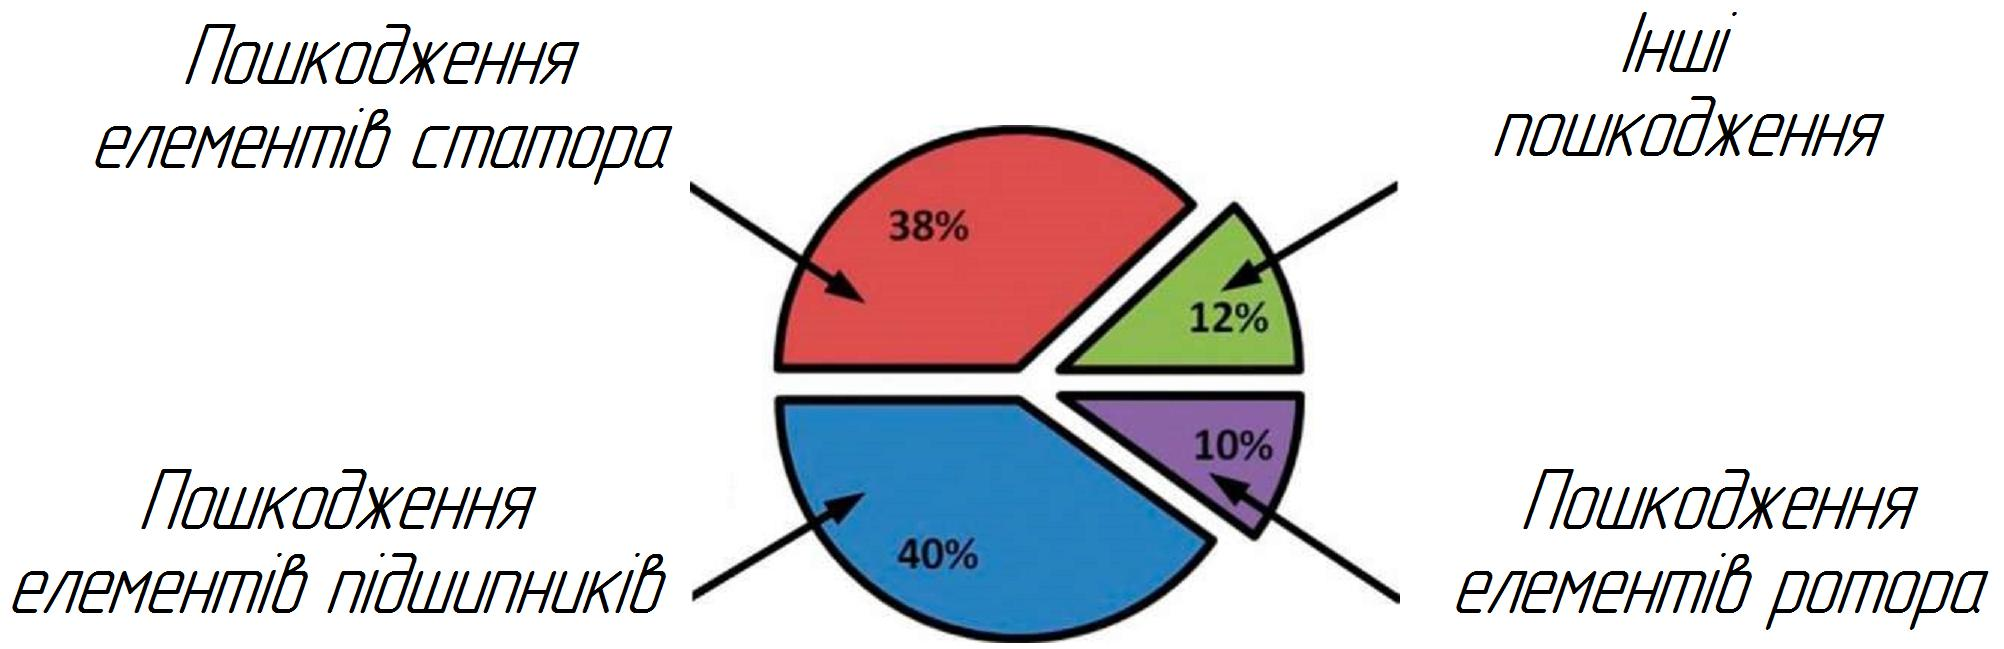 Пошкодження
елементів статора
Інші
пошкодження
38%
12%
10%
40%
Пошкодження
елементів підшипників
Пошкодження
елементів ротора